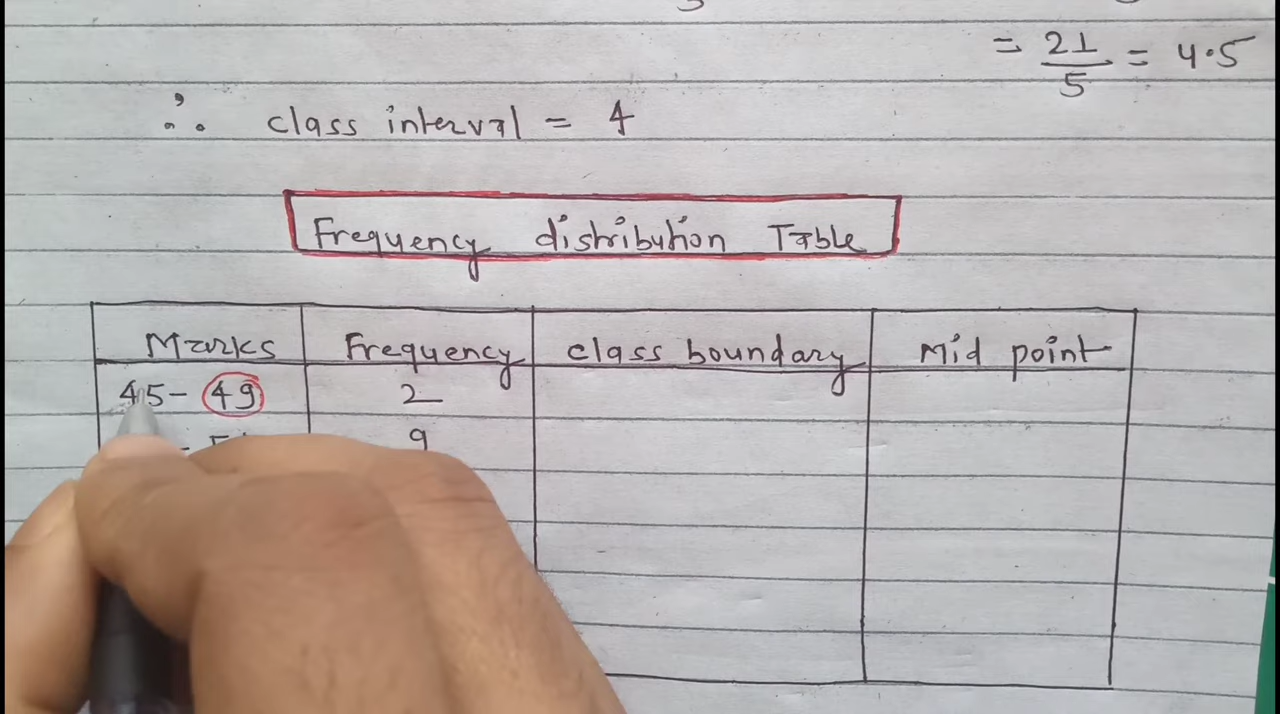 = 21/5 = 4.5
∴ class interval = 4
Frequency distribution Table
Marks Frequency class boundary Mid point
45- 49 2
- 9